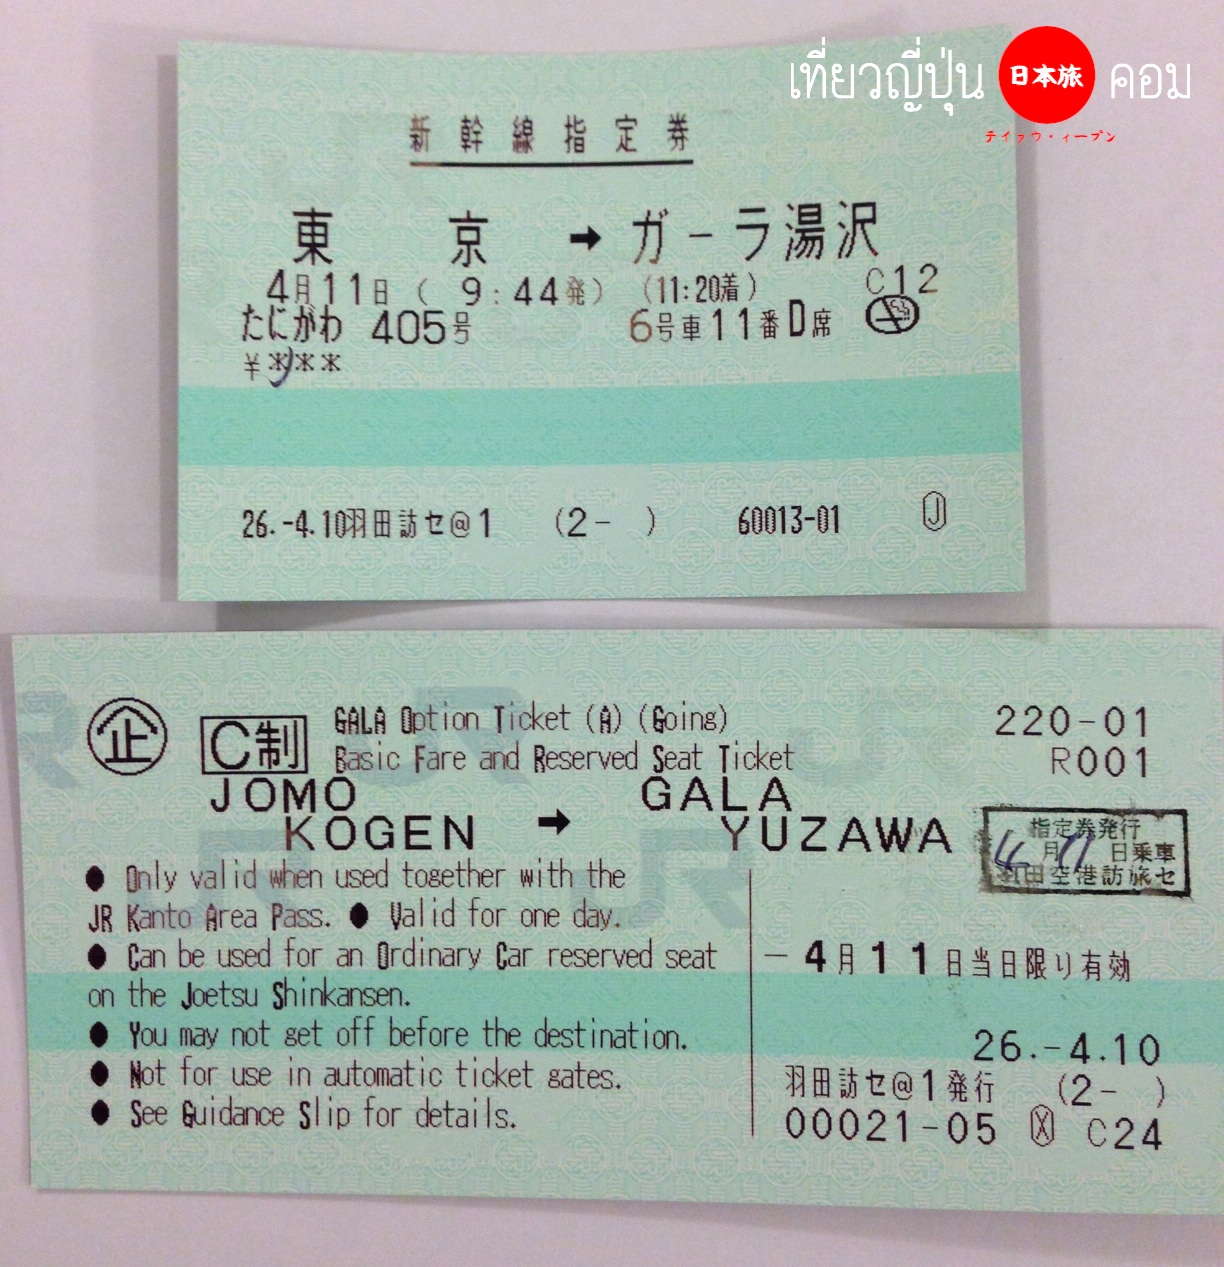 เที่ยวญี่ปุ่น 日本旅 คอม
新幹線指定券
東京 → ガーラ湯沢
4月11日 ( 9:44発) (11:20着) C12
たにがわ 405号 6号車11番D席
¥***
26.-4.10羽田訪セ@1 (2- ) 60013-01 J
企 C制 GALA Option Ticket (A) (Going) 220-01
Basic Fare and Reserved Seat Ticket R001
JOMO KOGEN → GALA YUZAWA
指定券発行
月 日乗車
羽田空港訪旅セ
● Only valid when used together with the
JR Kanto Area Pass. ● Valid for one day.
● Can be used for an Ordinary Car reserved seat
on the Joetsu Shinkansen.
● You may not get off before the destination.
● Not for use in automatic ticket gates.
● See Guidance Slip for details.
-4月11日当日限り有効
26.-4.10
羽田訪セ@1発行 (2- )
00021-05 X C24